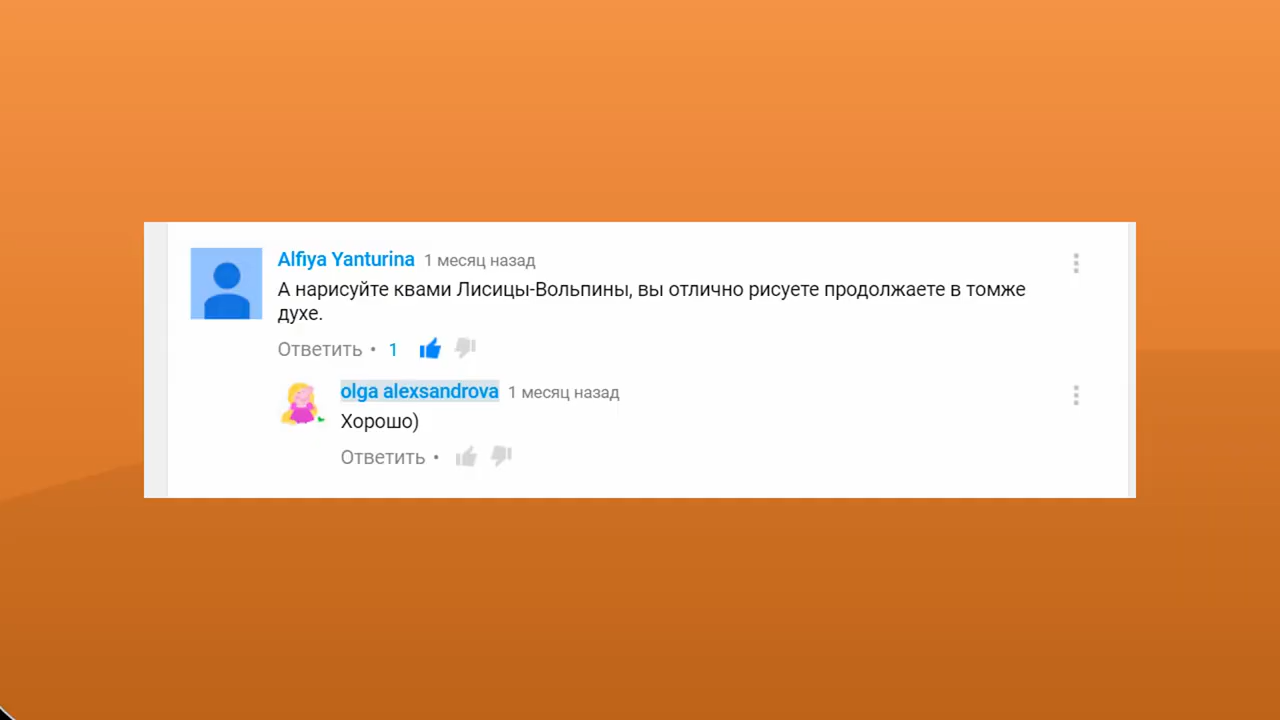 Alfiya Yanturina 1 месяц назад
А нарисуйте квами Лисицы-Вольпины, вы отлично рисуете продолжаете в томже
духе.
Ответить • 1
olga alexsandrova 1 месяц назад
Хорошо)
Ответить •